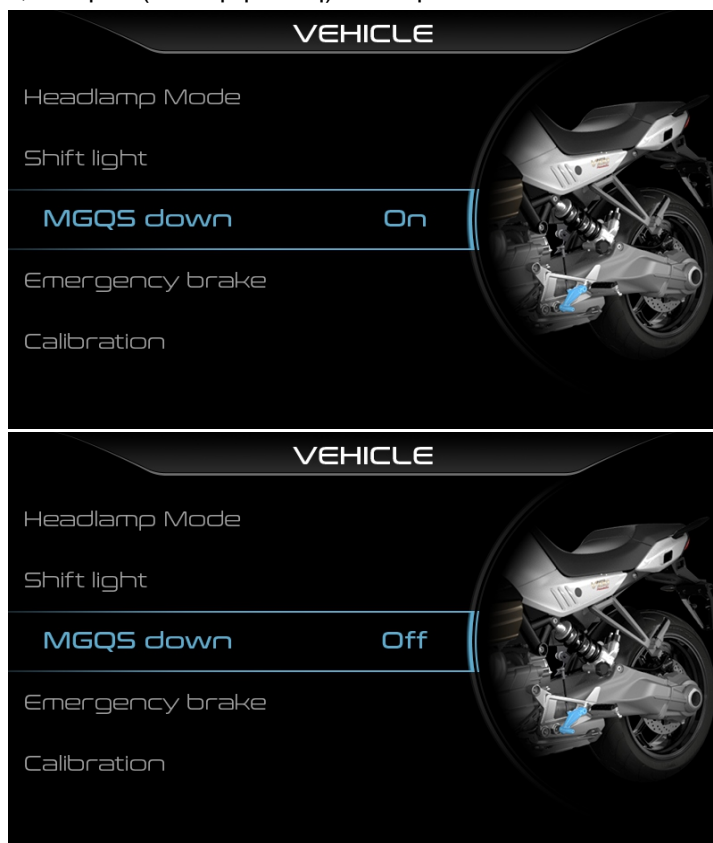 VEHICLE
Headlamp Mode
Shift light
MGQS down On
Emergency brake
Calibration
VEHICLE
Headlamp Mode
Shift light
MGQS down Off
Emergency brake
Calibration